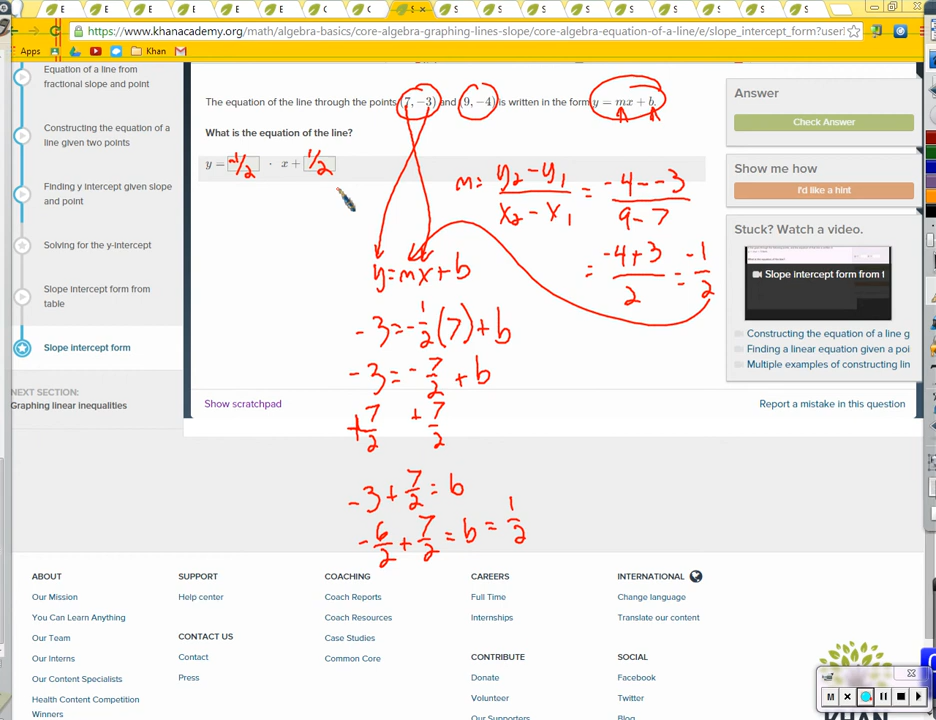 E E E E C C S S S S S S
https://www.khanacademy.org/math/algebra-basics/core-algebra-graphing-lines-slope/core-algebra-equation-of-a-line/e/slope_intercept_form?useri
Apps Khan
Equation of a line from
fractional slope and point
Constructing the equation of
a line given two points
Finding y intercept given slope
and point
Solving for the y-intercept
Slope intercept form from
table
Slope intercept form
NEXT SECTION:
Graphing linear inequalities
The equation of the line through the points (7, −3) and (9, −4) is written in the form y = mx + b.
What is the equation of the line?
y = -1/2 · x + 1/2
m = y2 - y1 / x2 - x1 = -4 - -3 / 9 - 7
= -4 + 3 / 2 = -1/2
y = mx + b
-3 = -1/2 (7) + b
-3 = -7/2 + b
+7/2 +7/2
-3 + 7/2 = b
-6/2 + 7/2 = b = 1/2
Answer
Check Answer
Show me how
I'd like a hint
Stuck? Watch a video.
Slope intercept form from t
Constructing the equation of a line g
Finding a linear equation given a poi
Multiple examples of constructing lin
Show scratchpad
Report a mistake in this question
ABOUT
Our Mission
You Can Learn Anything
Our Team
Our Interns
Our Content Specialists
Health Content Competition
Winners
SUPPORT
Help center
CONTACT US
Contact
Press
COACHING
Coach Reports
Coach Resources
Case Studies
Common Core
CAREERS
Full Time
Internships
CONTRIBUTE
Donate
Volunteer
Our Supporters
INTERNATIONAL
Change language
Translate our content
SOCIAL
Facebook
Twitter
Blog
M
KHAN